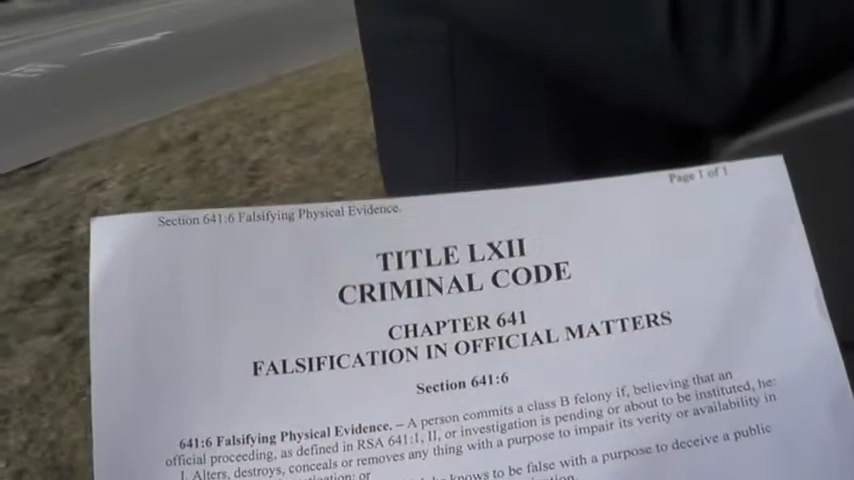 Section 641:6 Falsifying Physical Evidence.
Page 1 of 1
TITLE LXII
CRIMINAL CODE
CHAPTER 641
FALSIFICATION IN OFFICIAL MATTERS
Section 641:6
641:6 Falsifying Physical Evidence. – A person commits a class B felony if, believing that an
official proceeding, as defined in RSA 641:1, II, or investigation is pending or about to be instituted, he:
I. Alters, destroys, conceals or removes any thing with a purpose to impair its verity or availability in
or
he knows to be false with a purpose to deceive a public